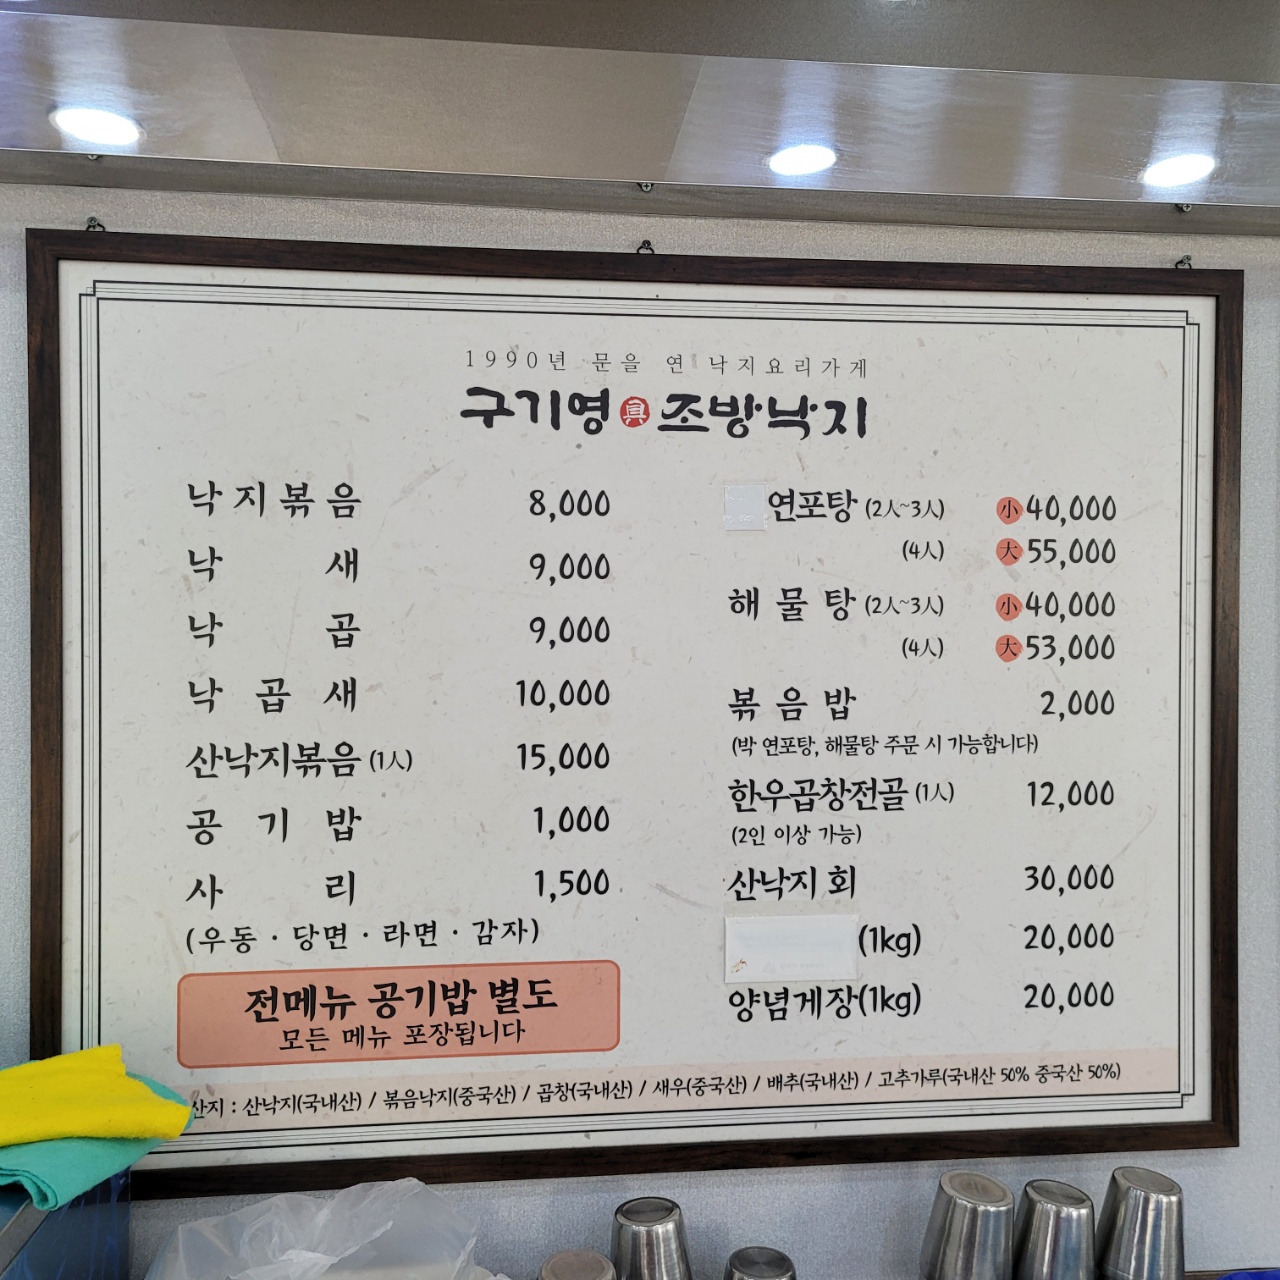 1990년 문을 연 낙지요리가게
구기영 眞 조방낙지
낙지볶음 8,000
낙새 9,000
낙곱 9,000
낙곱새 10,000
산낙지볶음 (1人) 15,000
공기밥 1,000
사리 1,500
(우동 · 당면 · 라면 · 감자)
전메뉴 공기밥 별도
모든 메뉴 포장됩니다
연포탕 (2人~3人) 小 40,000
(4人) 大 55,000
해물탕 (2人~3人) 小 40,000
(4人) 大 53,000
볶음밥 2,000
(박 연포탕, 해물탕 주문 시 가능합니다)
한우곱창전골 (1人) 12,000
(2인 이상 가능)
산낙지 회 30,000
(1kg) 20,000
양념게장(1kg) 20,000
산지 : 산낙지(국내산) / 볶음낙지(중국산) / 곱창(국내산) / 새우(중국산) / 배추(국내산) / 고추가루(국내산 50% 중국산 50%)